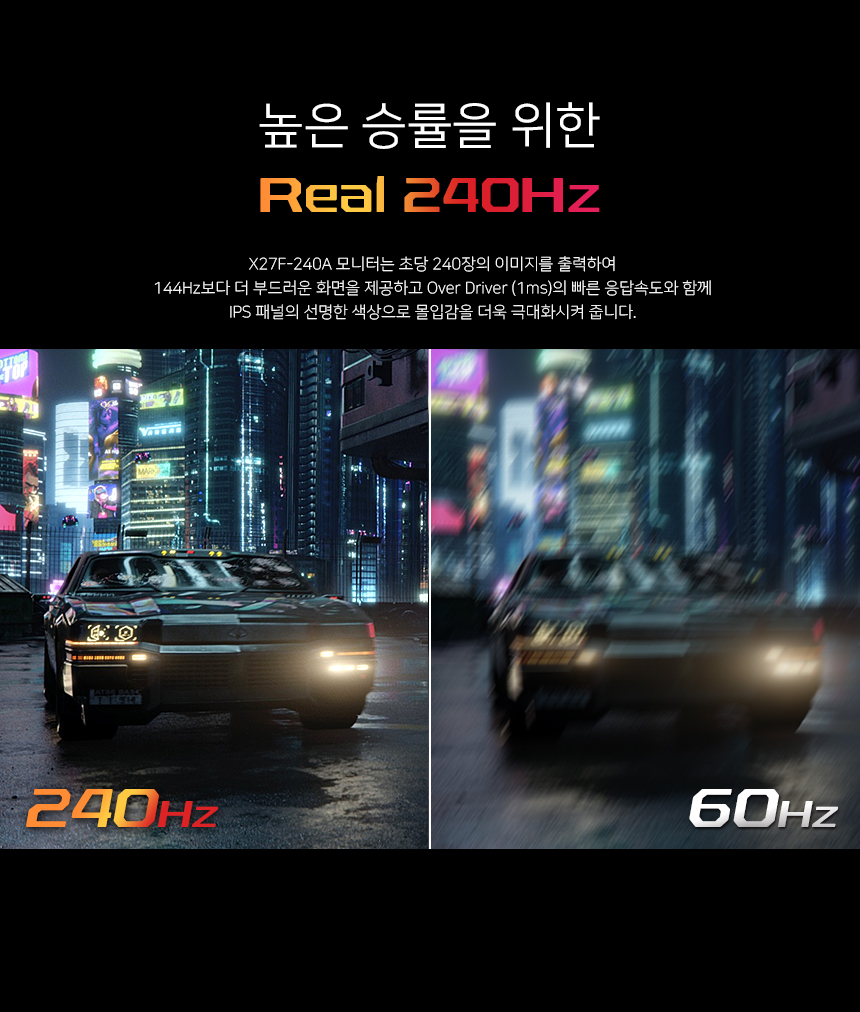 높은 승률을 위한
Real 240Hz
X27F-240A 모니터는 초당 240장의 이미지를 출력하여
144Hz보다 더 부드러운 화면을 제공하고 Over Driver (1ms)의 빠른 응답속도와 함께
IPS 패널의 선명한 색상으로 몰입감을 더욱 극대화시켜 줍니다.
240Hz
60Hz